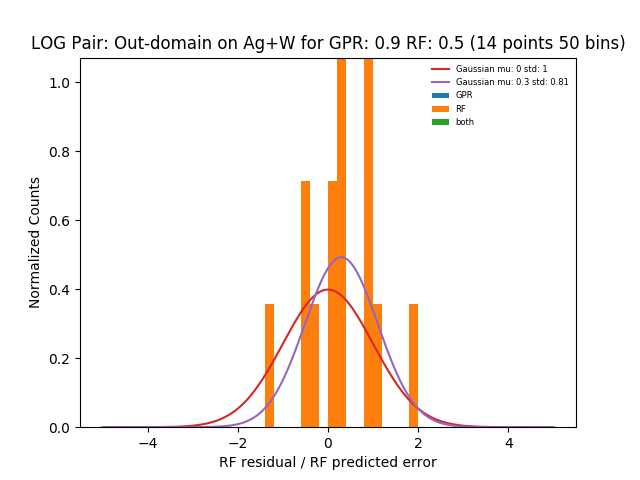 LOG Pair: Out-domain on Ag+W for GPR: 0.9 RF: 0.5 (14 points 50 bins)
Gaussian mu: 0 std: 1
Gaussian mu: 0.3 std: 0.81
GPR
RF
both
Normalized Counts
1.0
0.8
0.6
0.4
0.2
0.0
−4
−2
0
2
4
RF residual / RF predicted error